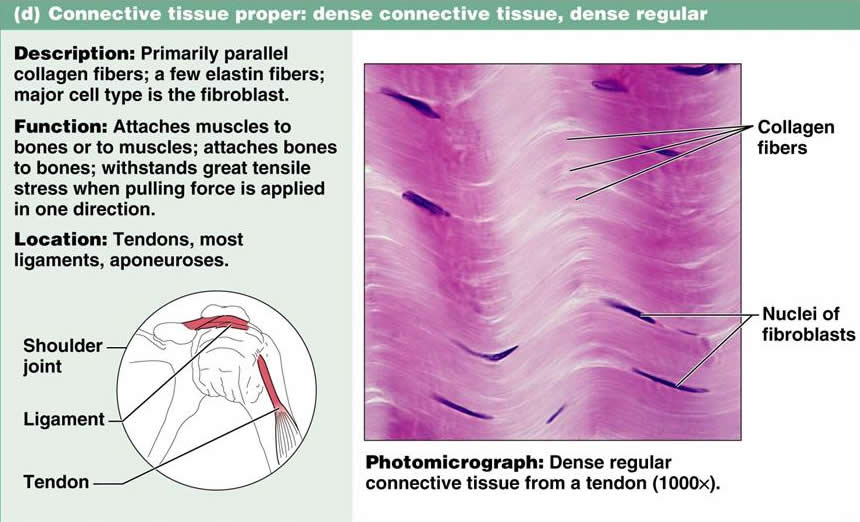 (d) Connective tissue proper: dense connective tissue, dense regular
Description: Primarily parallel
collagen fibers; a few elastin fibers;
major cell type is the fibroblast.
Function: Attaches muscles to
bones or to muscles; attaches bones
to bones; withstands great tensile
stress when pulling force is applied
in one direction.
Location: Tendons, most
ligaments, aponeuroses.
Shoulder
joint
Ligament
Tendon
Collagen
fibers
Nuclei of
fibroblasts
Photomicrograph: Dense regular
connective tissue from a tendon (1000×).